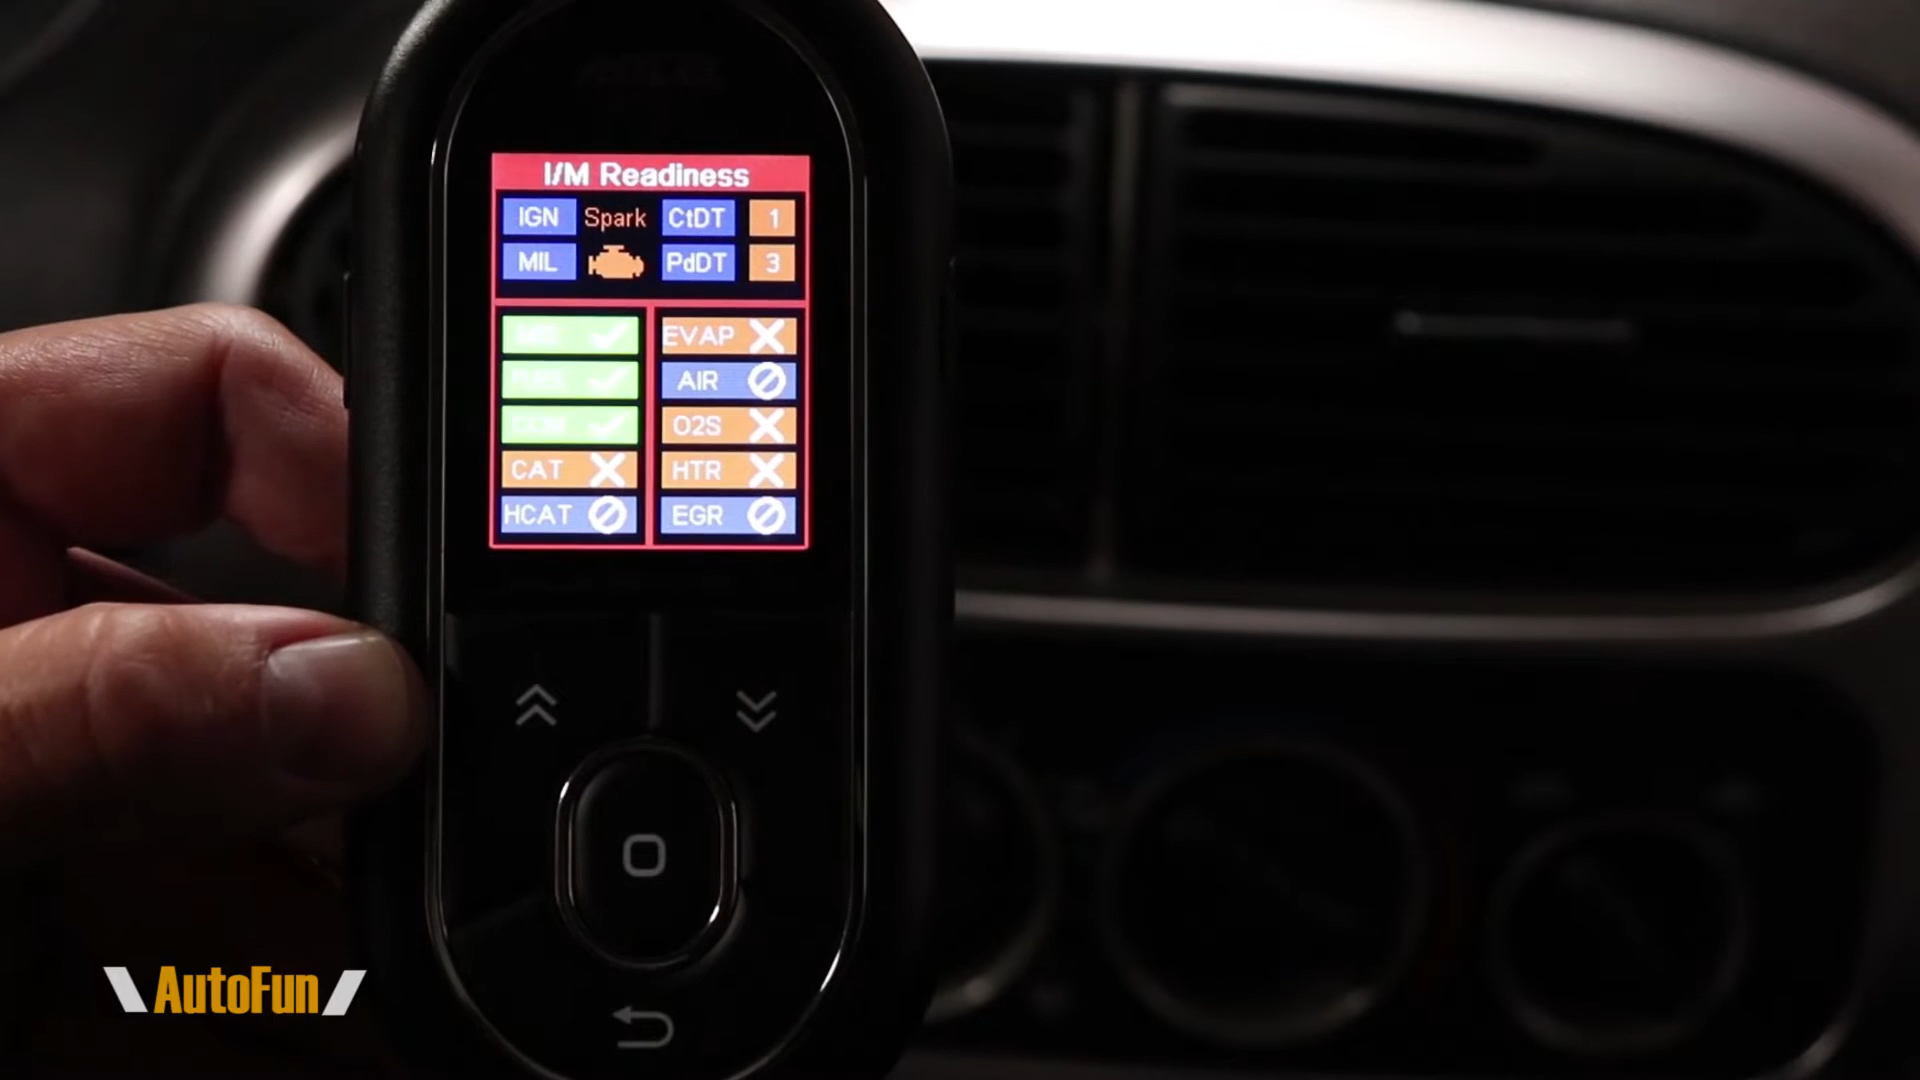 I/M Readiness
IGN Spark CtDT 1
MIL PdDT 3
EVAP
AIR
O2S
CAT HTR
HCAT EGR
AutoFun